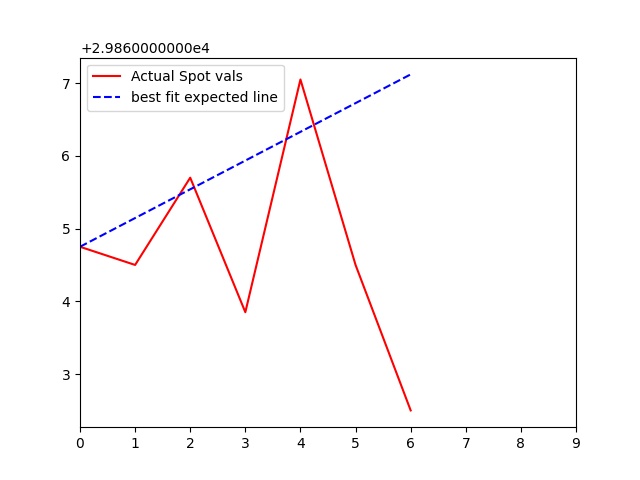 +2.9860000000e4
Actual Spot vals
best fit expected line
7
6
5
4
3
0 1 2 3 4 5 6 7 8 9